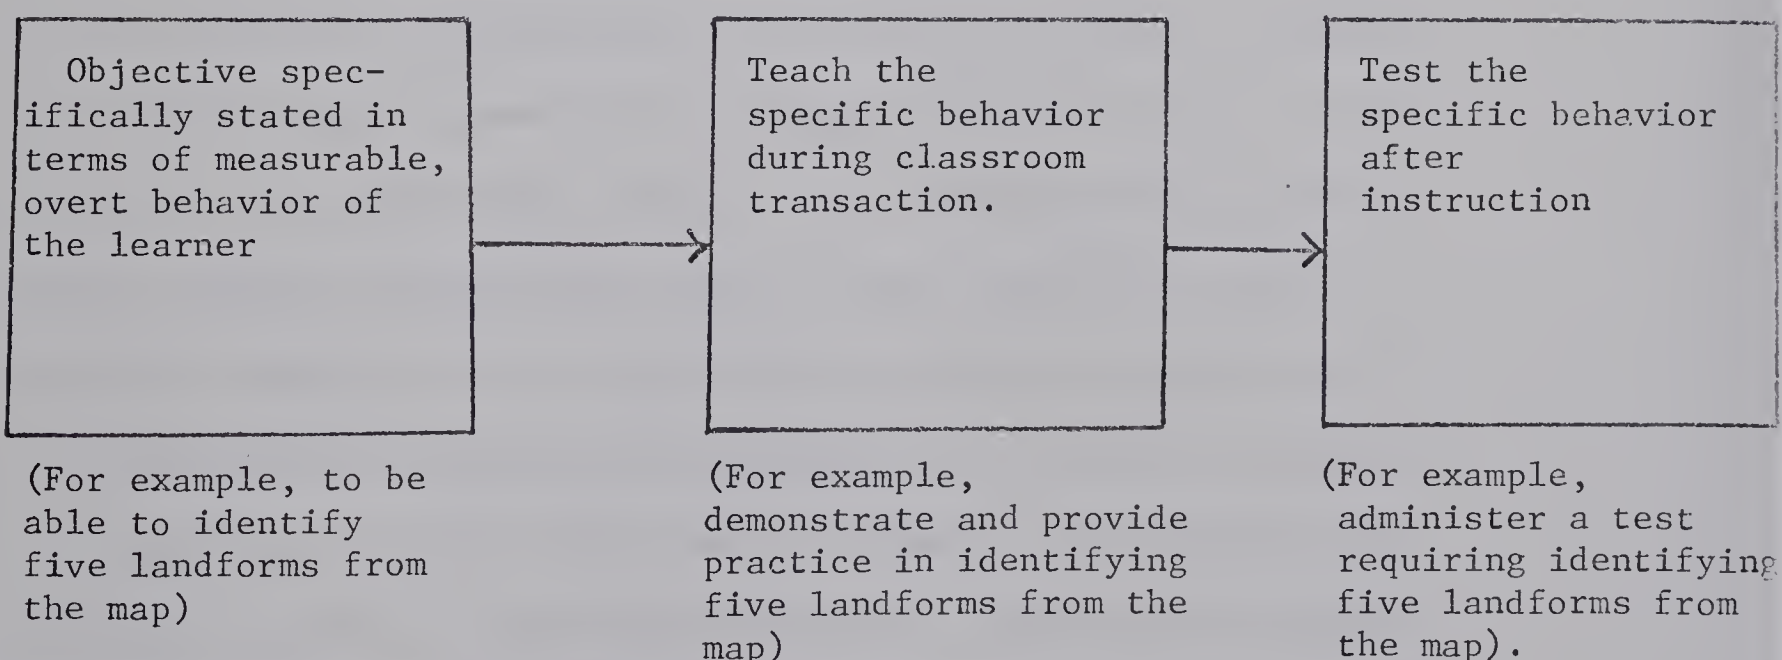 Objective spec-
ifically stated in
terms of measurable,
overt behavior of
the learner
Teach the
specific behavior
during classroom
transaction.
Test the
specific behavior
after
instruction
(For example, to be
able to identify
five landforms from
the map)
(For example,
demonstrate and provide
practice in identifying
five landforms from the
map)
(For example,
administer a test
requiring identifying
five landforms from
the map).